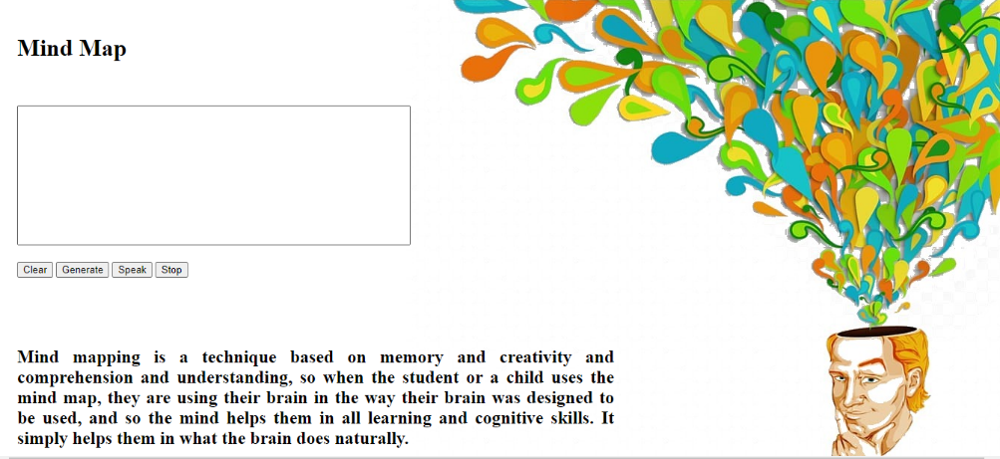 Mind Map
Clear Generate Speak Stop
Mind mapping is a technique based on memory and creativity and
comprehension and understanding, so when the student or a child uses the
mind map, they are using their brain in the way their brain was designed to
be used, and so the mind helps them in all learning and cognitive skills. It
simply helps them in what the brain does naturally.